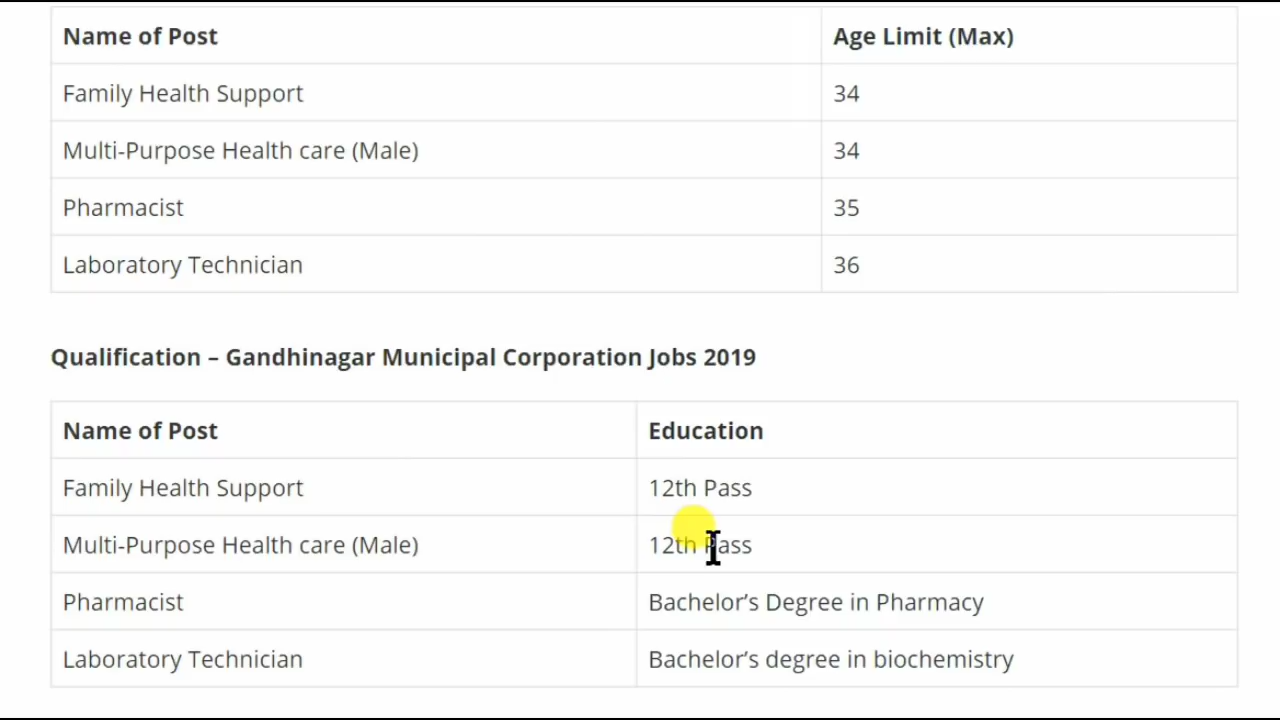 Name of Post Age Limit (Max)
Family Health Support 34
Multi-Purpose Health care (Male) 34
Pharmacist 35
Laboratory Technician 36
Qualification – Gandhinagar Municipal Corporation Jobs 2019
Name of Post Education
Family Health Support 12th Pass
Multi-Purpose Health care (Male) 12th Pass
Pharmacist Bachelor’s Degree in Pharmacy
Laboratory Technician Bachelor’s degree in biochemistry